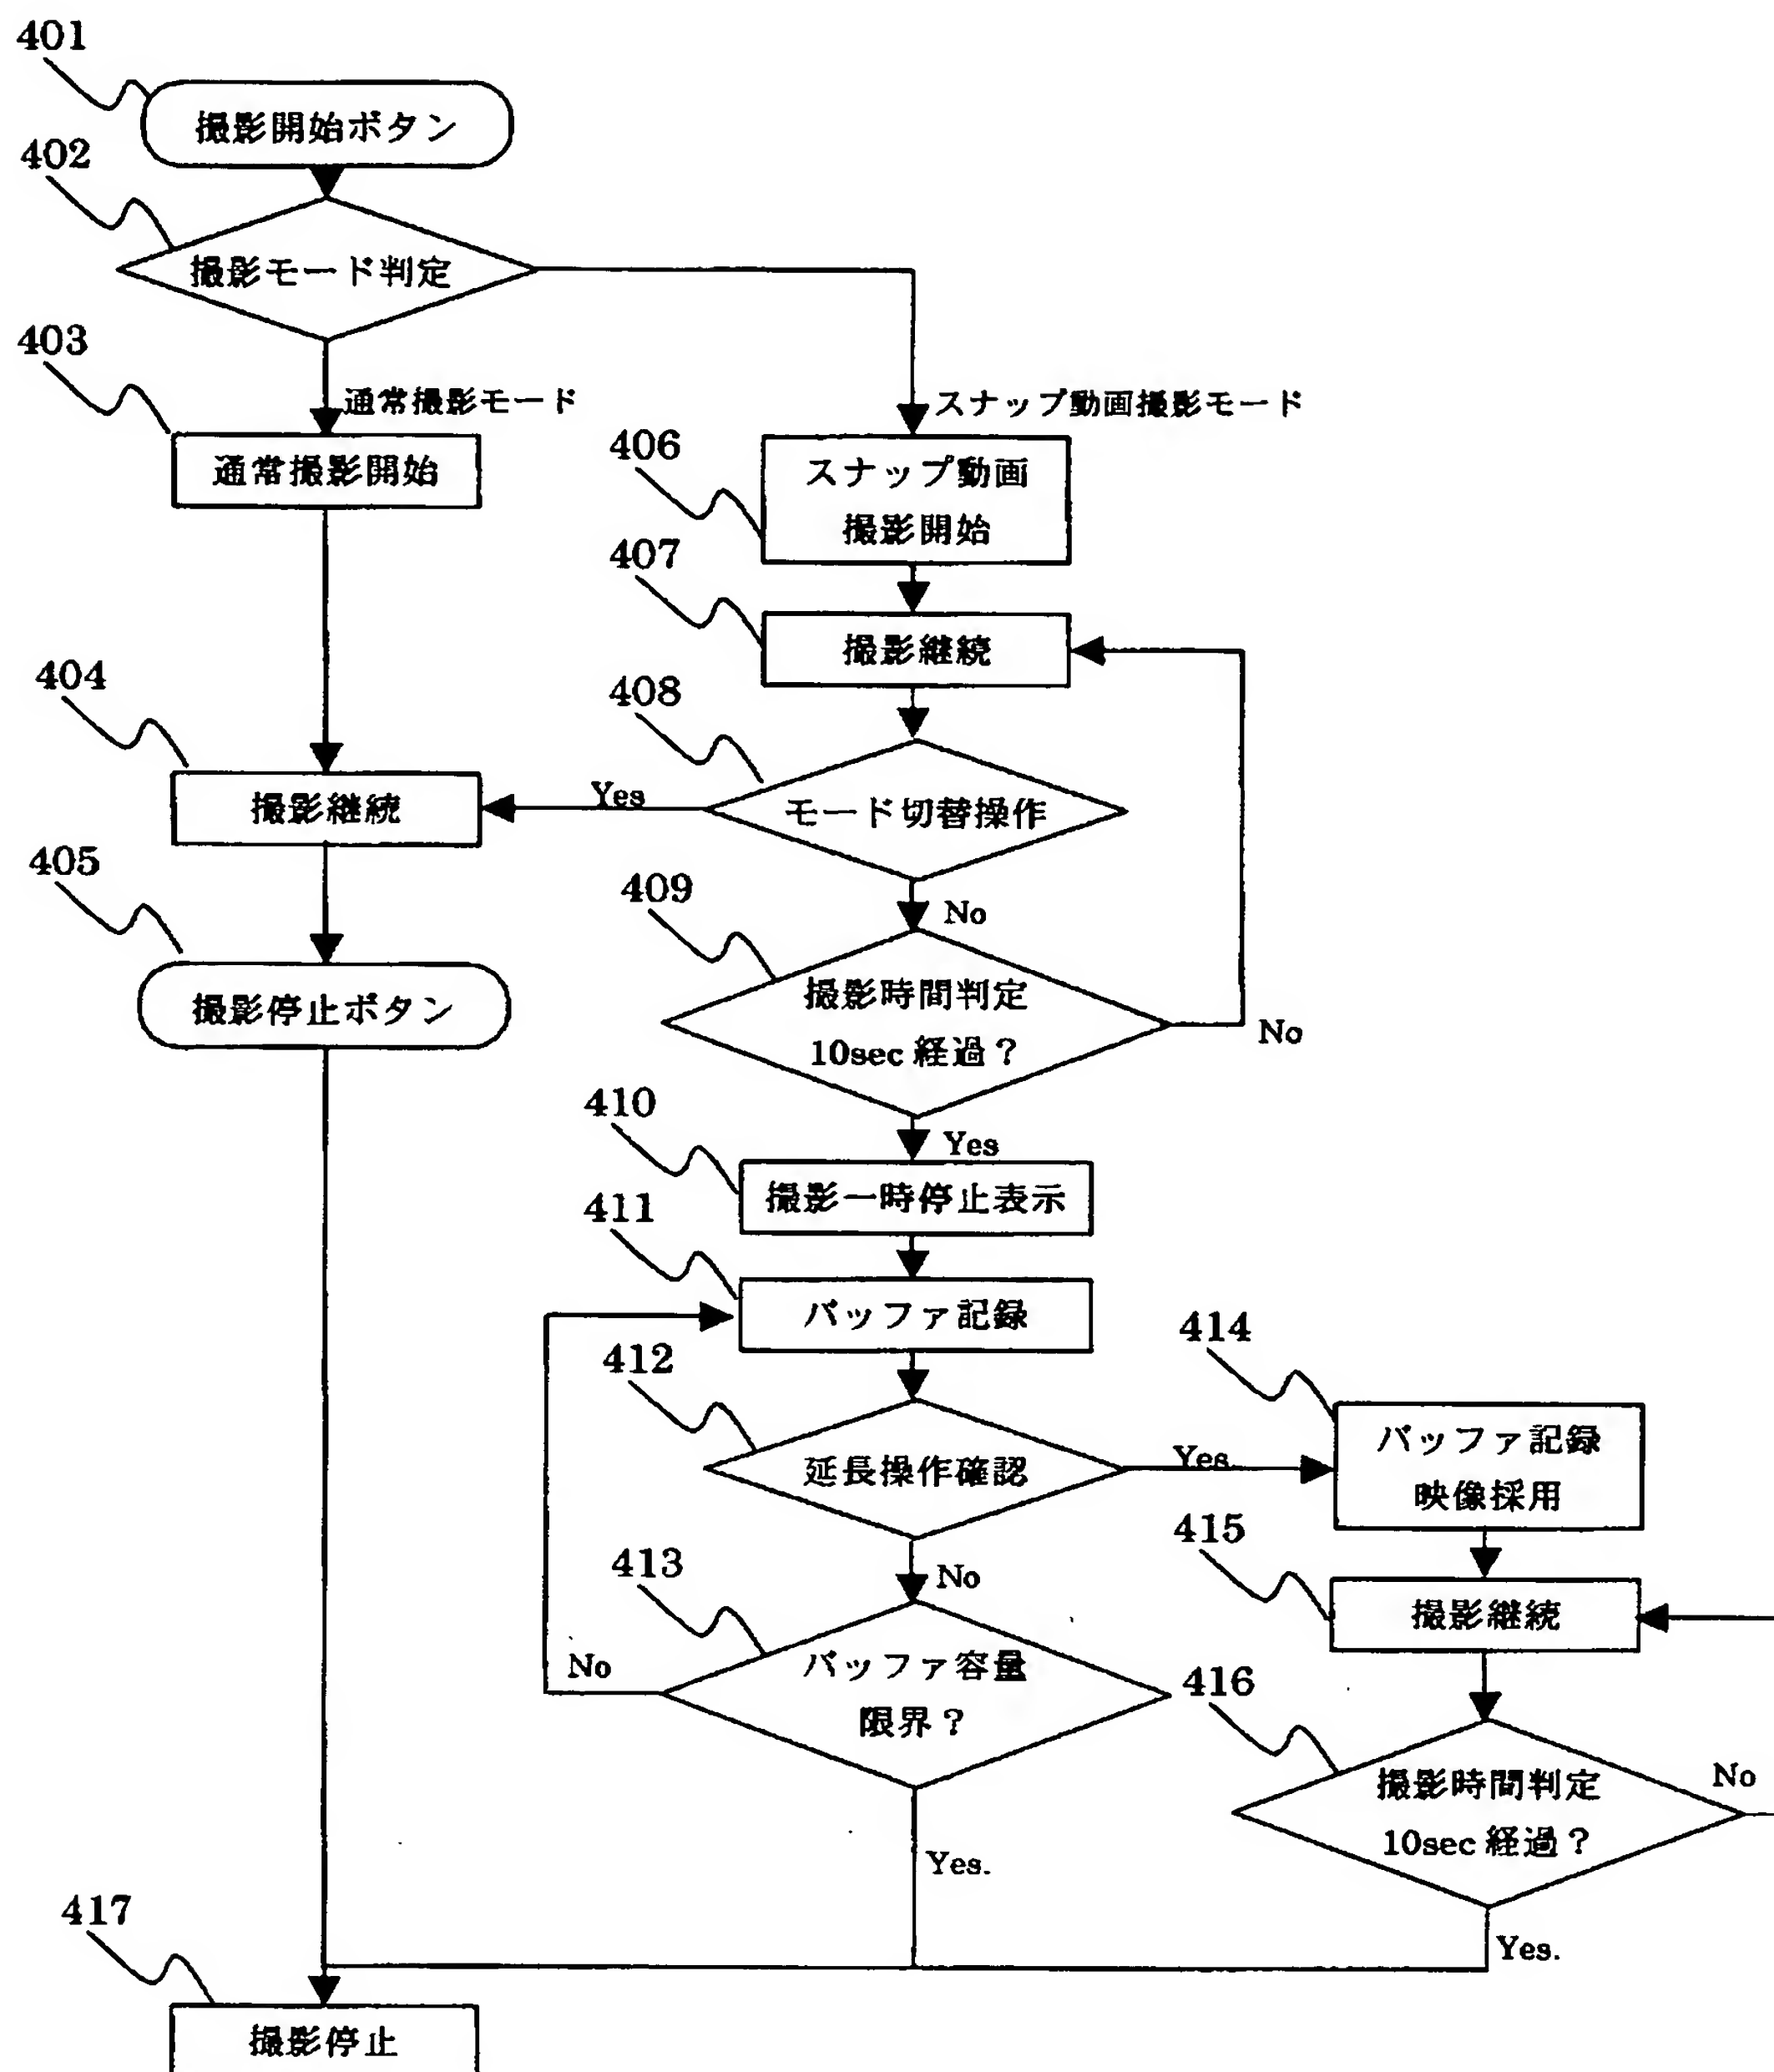 401
撮影開始ボタン
402
撮影モード判定
403
通常撮影モード
スナップ動画撮影モード
通常撮影開始
406
スナップ動画
撮影開始
407
撮影継続
404
408
撮影継続
Yes
モード切替操作
405
409
No
撮影停止ボタン
撮影時間判定
10sec 経過？
No
410
Yes
撮影一時停止表示
411
バッファ記録
412
414
延長操作確認
Yes.
バッファ記録
映像採用
413
No
415
撮影継続
バッファ容量
限界？
No
416
撮影時間判定
10sec 経過？
No
Yes.
Yes.
417
撮影停止